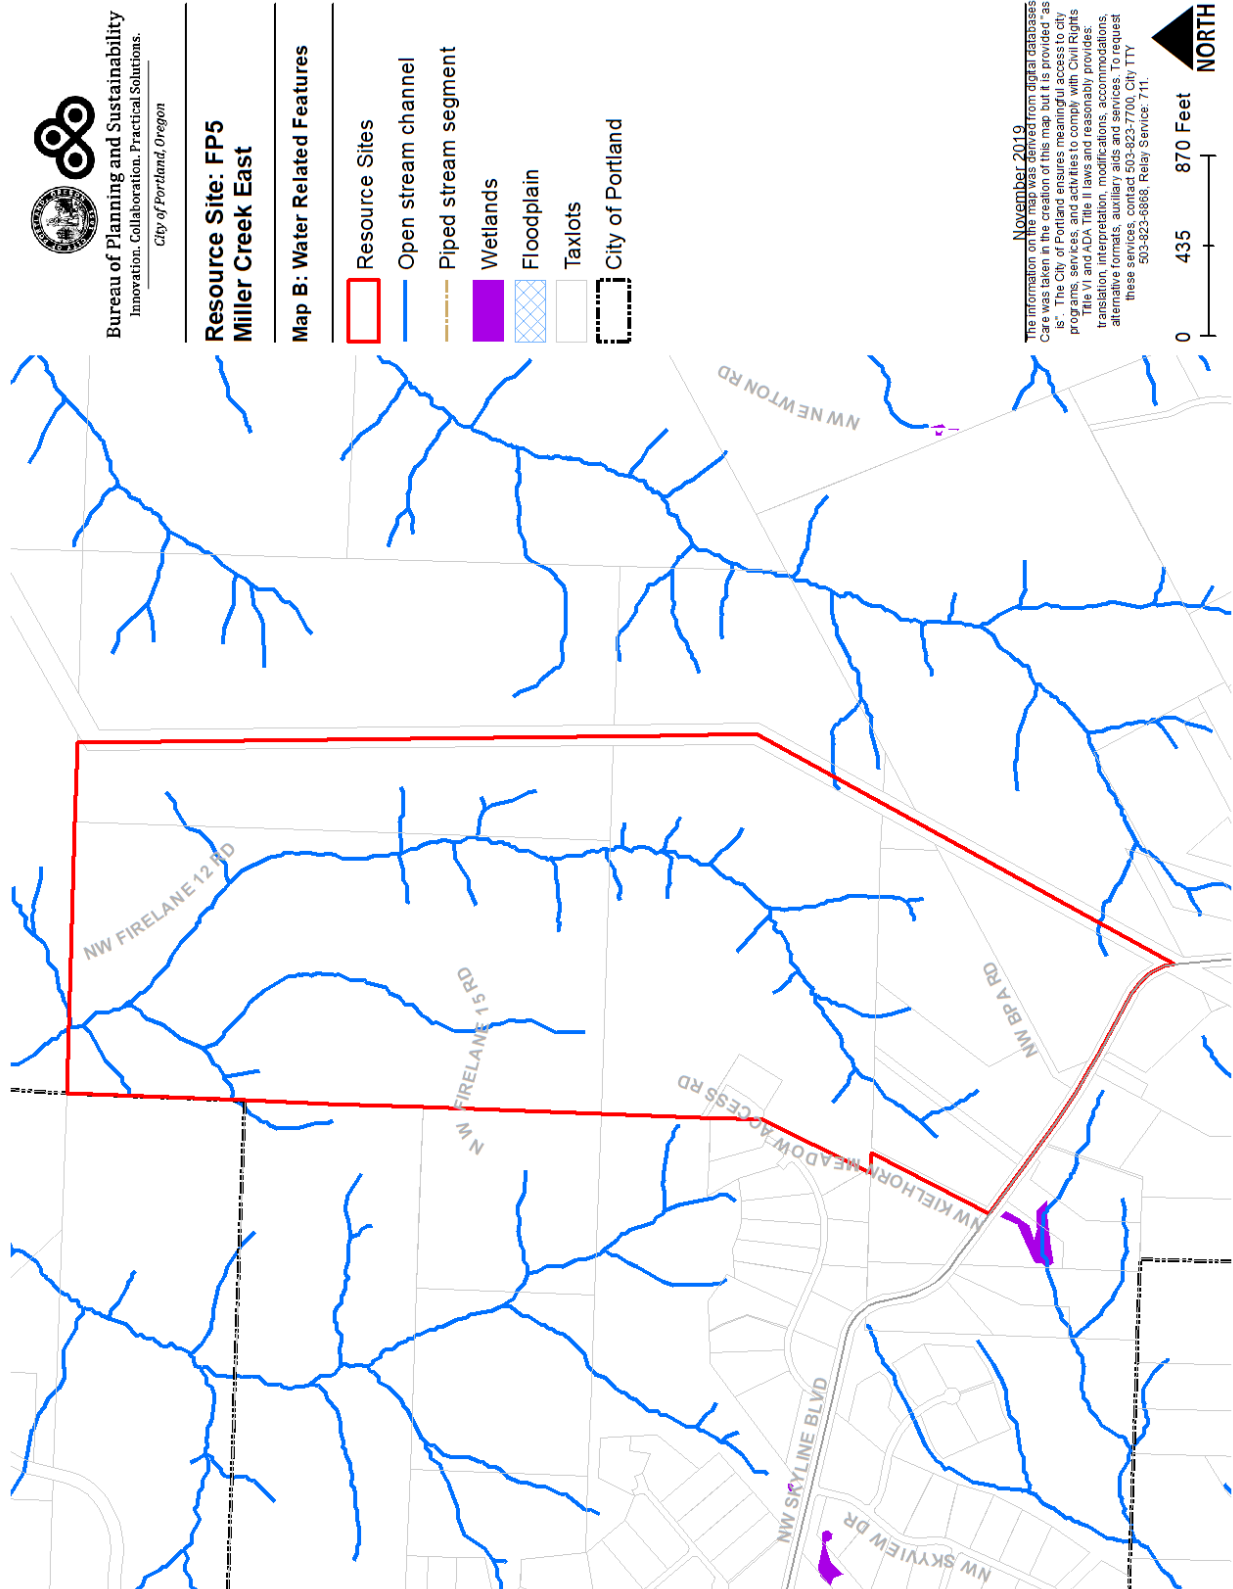 Bureau of Planning and Sustainability
Innovation. Collaboration. Practical Solutions.
City of Portland, Oregon
Resource Site: FP5
Miller Creek East
Map B: Water Related Features
Resource Sites
Open stream channel
Piped stream segment
Wetlands
Floodplain
Taxlots
City of Portland
November 2019
The information on the map was derived from digital databases
Care was taken in the creation of this map but it is provided "as
is". The City of Portland ensures meaningful access to city
programs, services, and activities to comply with Civil Rights
Title VI and ADA Title II laws and reasonably provides:
translation, interpretation, modifications, accommodations,
alternative formats, auxiliary aids and services. To request
these services, contact 503-823-7700, City TTY
503-823-6868, Relay Service: 711.
0 435 870 Feet
NORTH
NW NEWTON RD
NW FIRELANE 12 RD
NW FIRELANE 15 RD
NW BPA RD
NW KIELHORN MEADOW ACCESS RD
NW SKYLINE BLVD
NW SKYVIEW DR